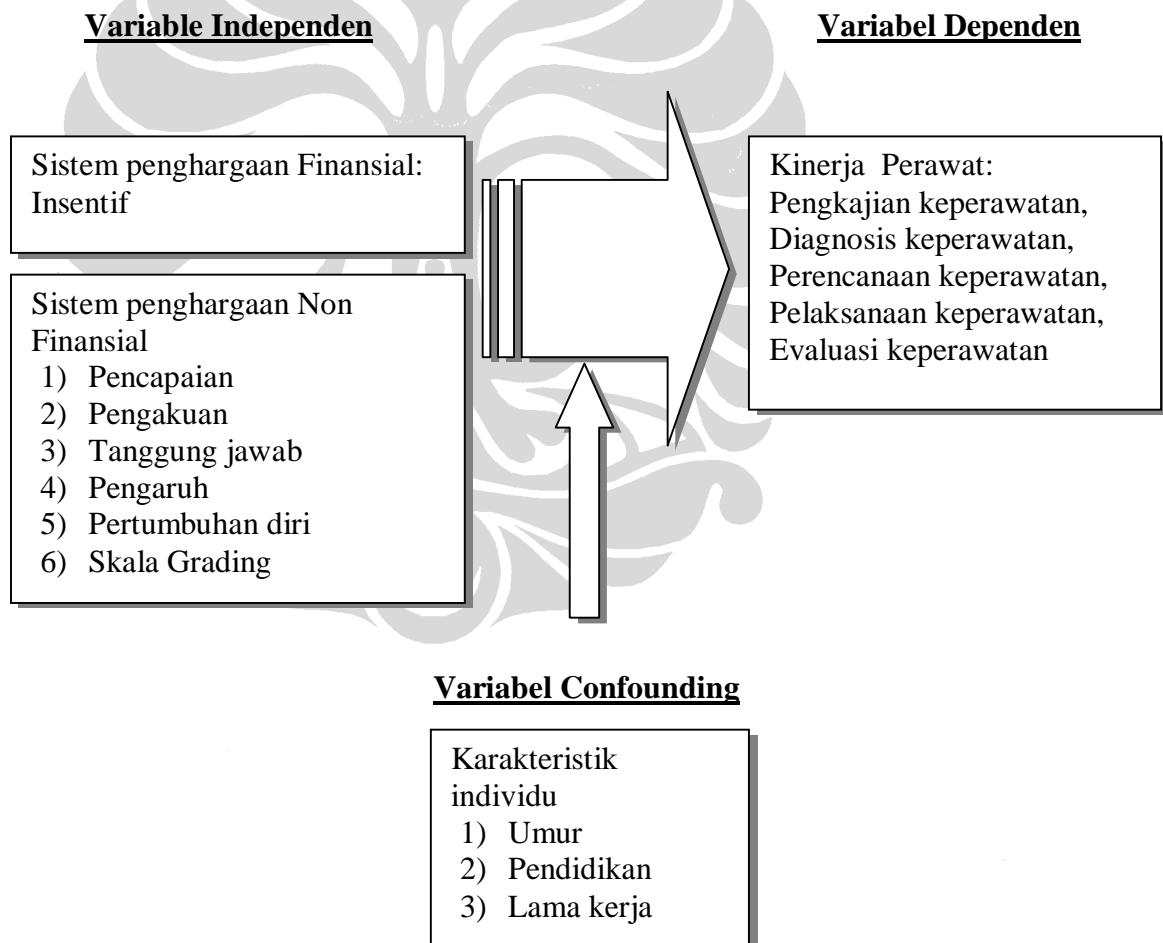 Variable Independen
Variabel Dependen
Sistem penghargaan Finansial:
Insentif
Sistem penghargaan Non
Finansial
1) Pencapaian
2) Pengakuan
3) Tanggung jawab
4) Pengaruh
5) Pertumbuhan diri
6) Skala Grading
Kinerja Perawat:
Pengkajian keperawatan,
Diagnosis keperawatan,
Perencanaan keperawatan,
Pelaksanaan keperawatan,
Evaluasi keperawatan
Variabel Confounding
Karakteristik
individu
1) Umur
2) Pendidikan
3) Lama kerja